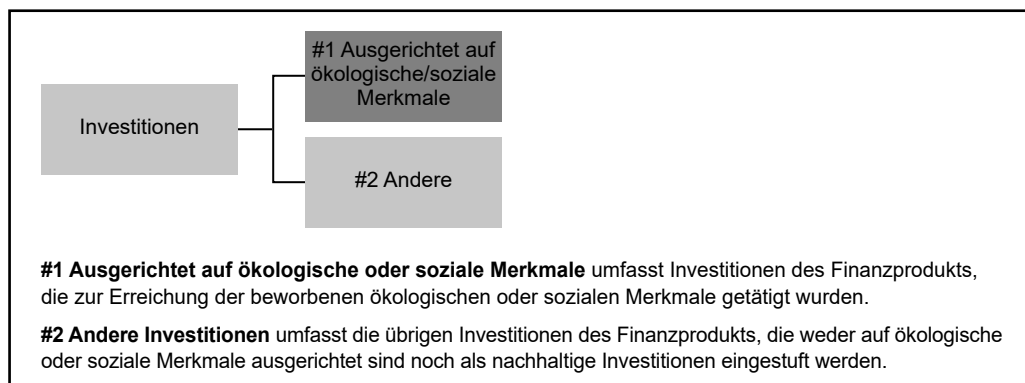 #1 Ausgerichtet auf
ökologische/soziale
Merkmale
Investitionen
#2 Andere
#1 Ausgerichtet auf ökologische oder soziale Merkmale umfasst Investitionen des Finanzprodukts,
die zur Erreichung der beworbenen ökologischen oder sozialen Merkmale getätigt wurden.
#2 Andere Investitionen umfasst die übrigen Investitionen des Finanzprodukts, die weder auf ökologische
oder soziale Merkmale ausgerichtet sind noch als nachhaltige Investitionen eingestuft werden.